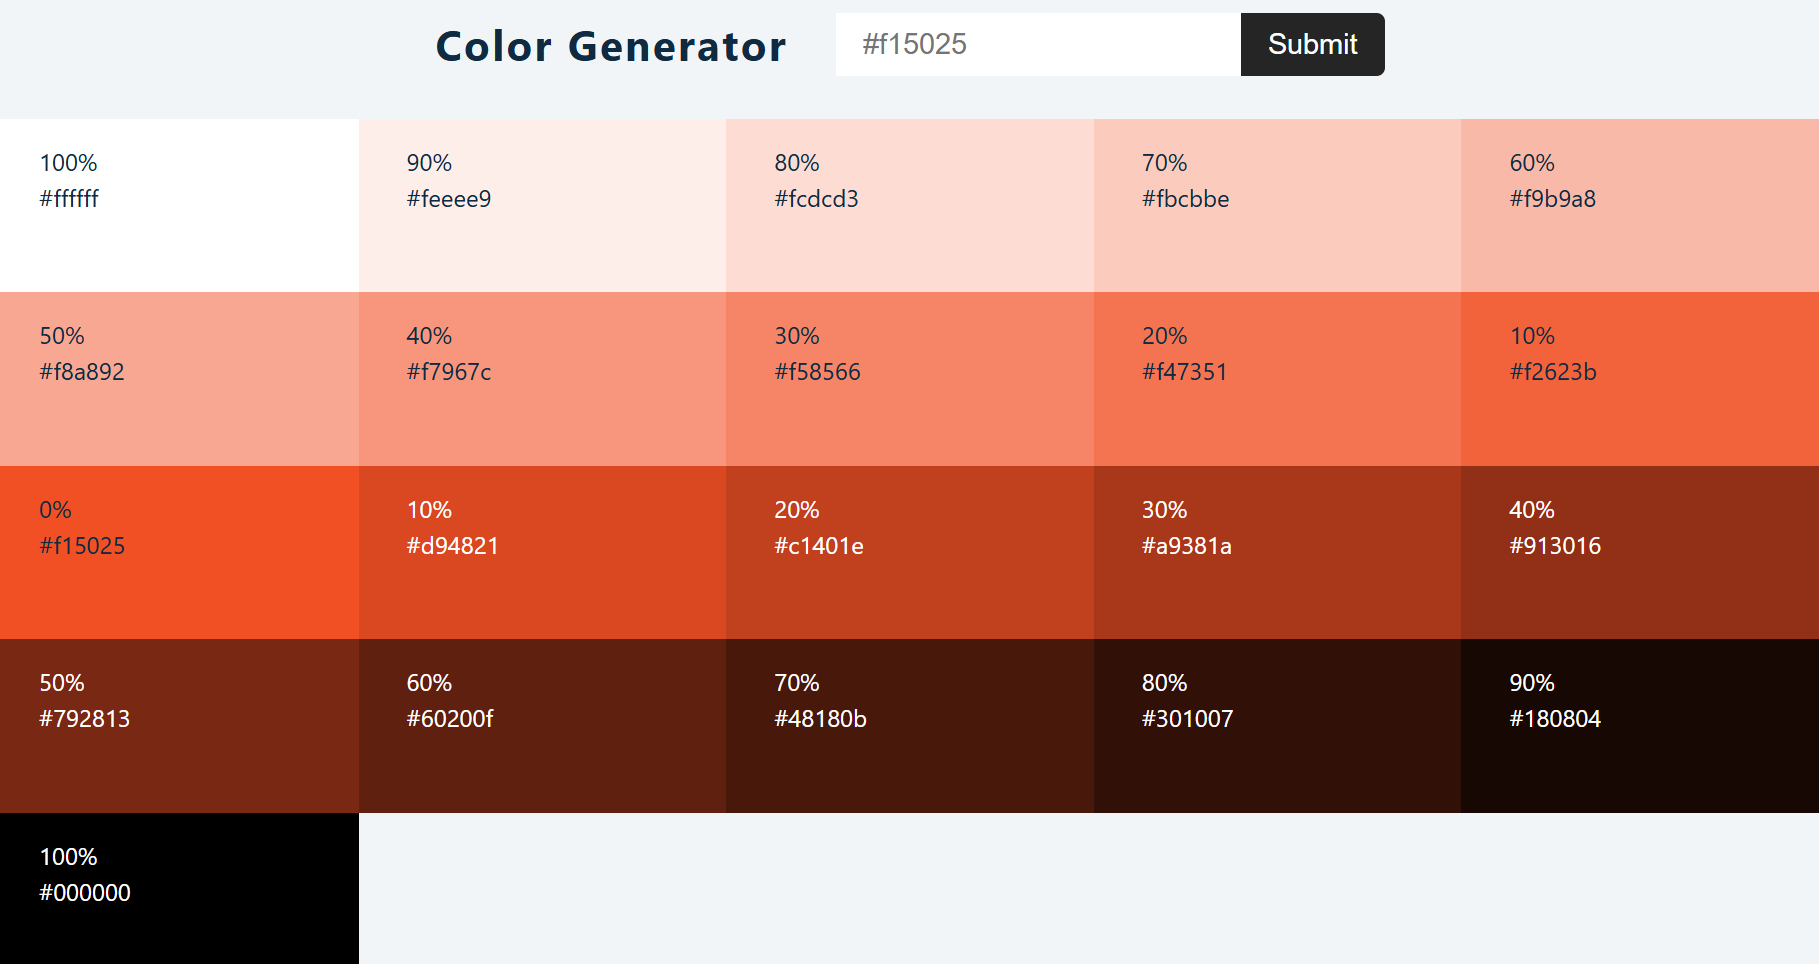 Color Generator
#f15025
Submit
100%
#ffffff
90%
#feeee9
80%
#fcdcd3
70%
#fbcbbe
60%
#f9b9a8
50%
#f8a892
40%
#f7967c
30%
#f58566
20%
#f47351
10%
#f2623b
0%
#f15025
10%
#d94821
20%
#c1401e
30%
#a9381a
40%
#913016
50%
#792813
60%
#60200f
70%
#48180b
80%
#301007
90%
#180804
100%
#000000